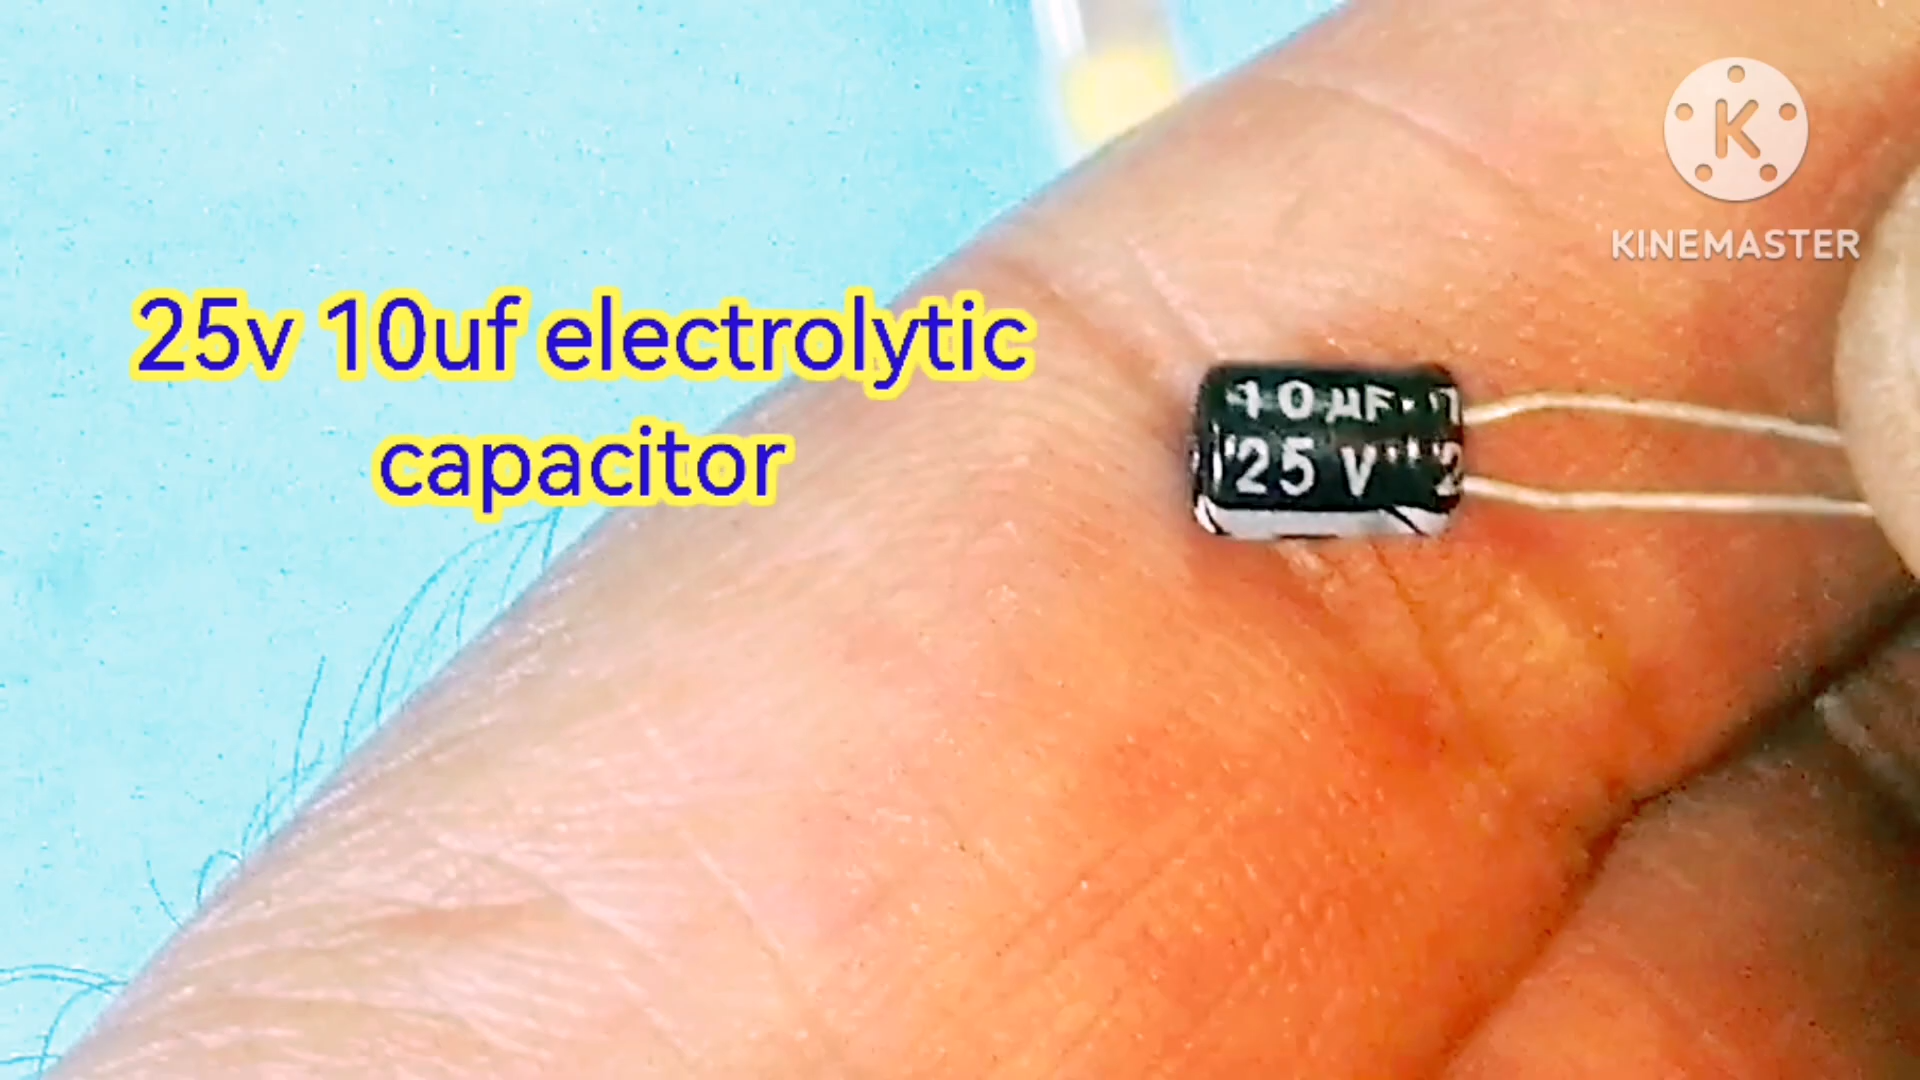 25v 10uf electrolytic
capacitor
10 µF
25 V
K
KINEMASTER